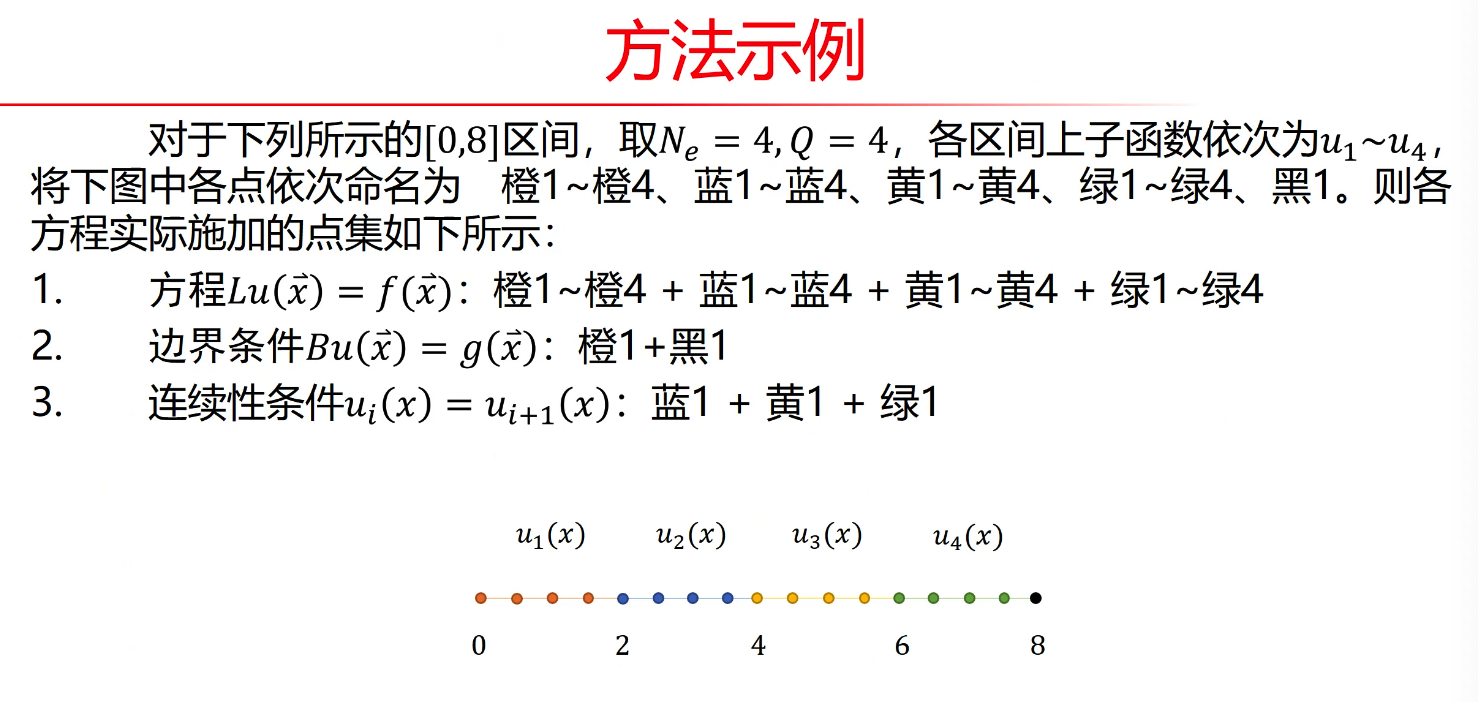 方法示例
对于下列所示的[0,8]区间，取$N_e = 4, Q = 4$，各区间上子函数依次为$u_1$~$u_4$，
将下图中各点依次命名为 橙1~橙4、蓝1~蓝4、黄1~黄4、绿1~绿4、黑1。则各
方程实际施加的点集如下所示：
1. 方程$Lu(\vec{x}) = f(\vec{x})$：橙1~橙4 + 蓝1~蓝4 + 黄1~黄4 + 绿1~绿4
2. 边界条件$Bu(\vec{x}) = g(\vec{x})$：橙1+黑1
3. 连续性条件$u_i(x) = u_{i+1}(x)$：蓝1 + 黄1 + 绿1
$u_1(x)$ $u_2(x)$ $u_3(x)$ $u_4(x)$
0 2 4 6 8